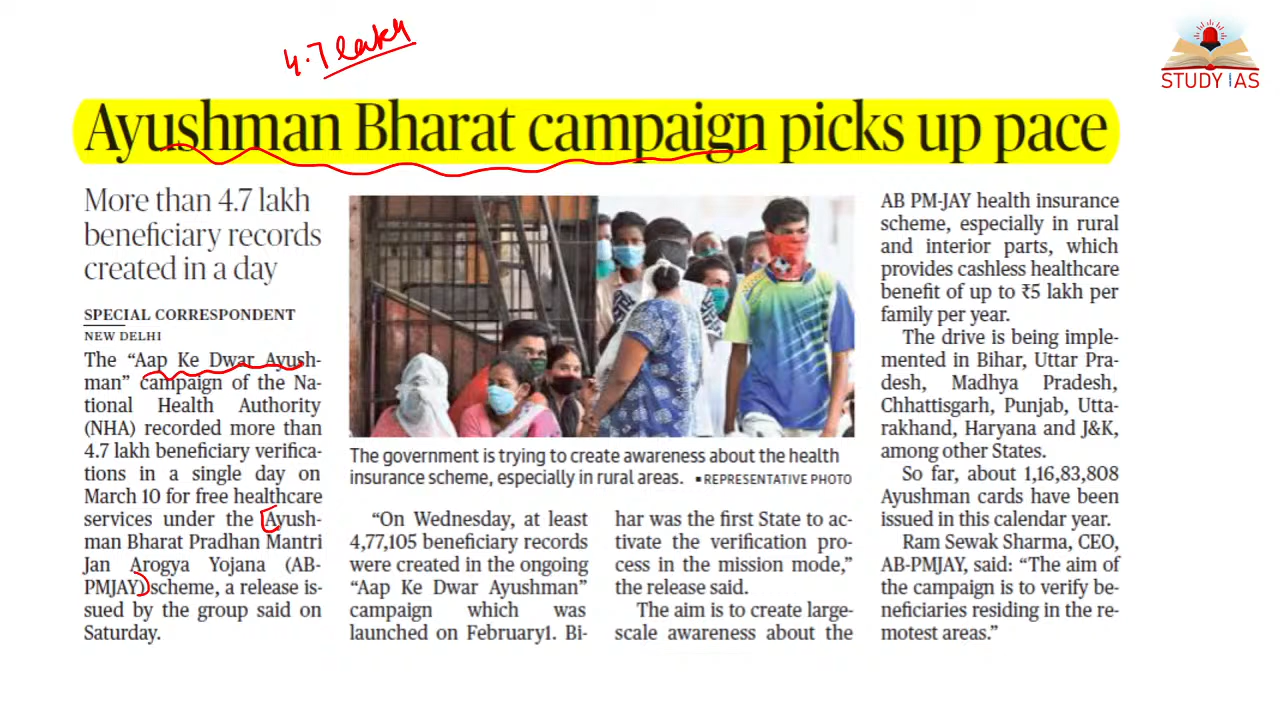 4.7 lakh
STUDY IAS
Ayushman Bharat campaign picks up pace
More than 4.7 lakh
beneficiary records
created in a day
SPECIAL CORRESPONDENT
NEW DELHI
The “Aap Ke Dwar Ayush-
man” campaign of the Na-
tional Health Authority
(NHA) recorded more than
4.7 lakh beneficiary verifica-
tions in a single day on
March 10 for free healthcare
services under the Ayush-
man Bharat Pradhan Mantri
Jan Arogya Yojana (AB-
PMJAY) scheme, a release is-
sued by the group said on
Saturday.
The government is trying to create awareness about the health
insurance scheme, especially in rural areas. ▪ REPRESENTATIVE PHOTO
“On Wednesday, at least
4,77,105 beneficiary records
were created in the ongoing
“Aap Ke Dwar Ayushman”
campaign which was
launched on February1. Bi-
har was the first State to ac-
tivate the verification pro-
cess in the mission mode,”
the release said.
The aim is to create large-
scale awareness about the
AB PM-JAY health insurance
scheme, especially in rural
and interior parts, which
provides cashless healthcare
benefit of up to ₹5 lakh per
family per year.
The drive is being imple-
mented in Bihar, Uttar Pra-
desh, Madhya Pradesh,
Chhattisgarh, Punjab, Utta-
rakhand, Haryana and J&K,
among other States.
So far, about 1,16,83,808
Ayushman cards have been
issued in this calendar year.
Ram Sewak Sharma, CEO,
AB-PMJAY, said: “The aim of
the campaign is to verify be-
neficiaries residing in the re-
motest areas.”